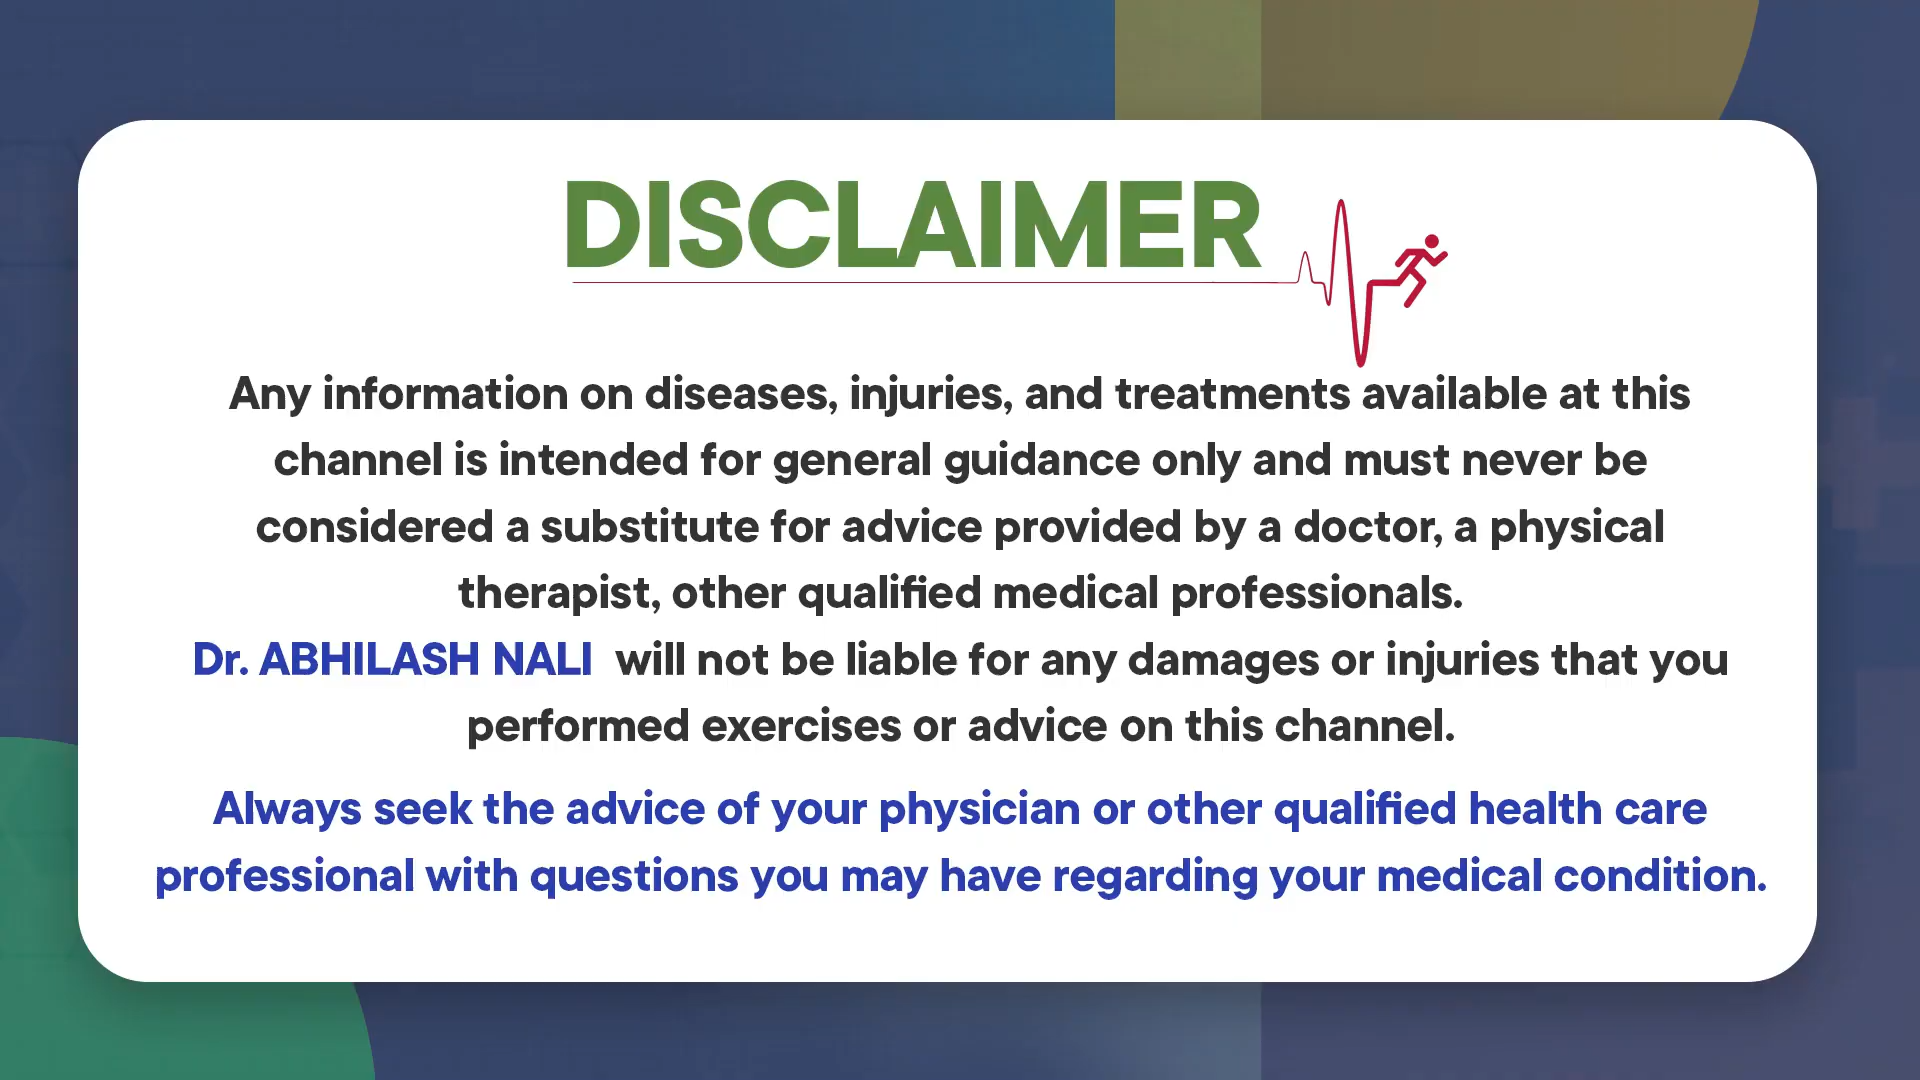 DISCLAIMER
Any information on diseases, injuries, and treatments available at this
channel is intended for general guidance only and must never be
considered a substitute for advice provided by a doctor, a physical
therapist, other qualified medical professionals.
Dr. ABHILASH NALI will not be liable for any damages or injuries that you
performed exercises or advice on this channel.
Always seek the advice of your physician or other qualified health care
professional with questions you may have regarding your medical condition.